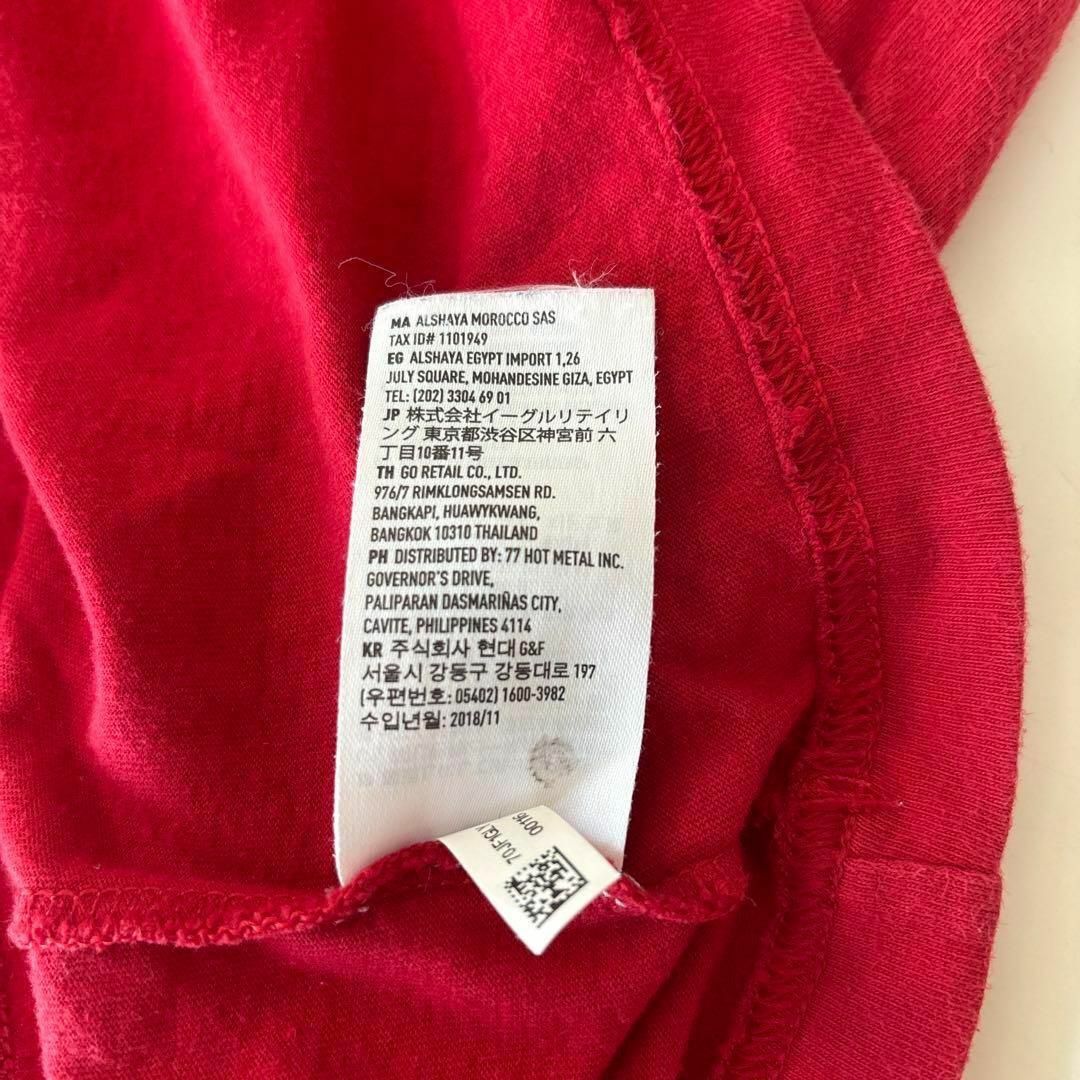 MA ALSHAYA MOROCCO SAS
TAX ID# 1101949
EG ALSHAYA EGYPT IMPORT 1,26
JULY SQUARE, MOHANDESINE GIZA, EGYPT
TEL: (202) 3304 69 01
JP 株式会社イーグルリテイリ
ング 東京都渋谷区神宮前 六
丁目10番11号
TH GO RETAIL CO., LTD.
976/7 RIMKLONGSAMSEN RD.
BANGKAPI, HUAWYKWANG,
BANGKOK 10310 THAILAND
PH DISTRIBUTED BY: 77 HOT METAL INC.
GOVERNOR'S DRIVE,
PALIPARAN DASMARIÑAS CITY,
CAVITE, PHILIPPINES 4114
KR 주식회사 현대 G&F
서울시 강동구 강동대로 197
(우편번호: 05402) 1600-3982
수입년월: 2018/11